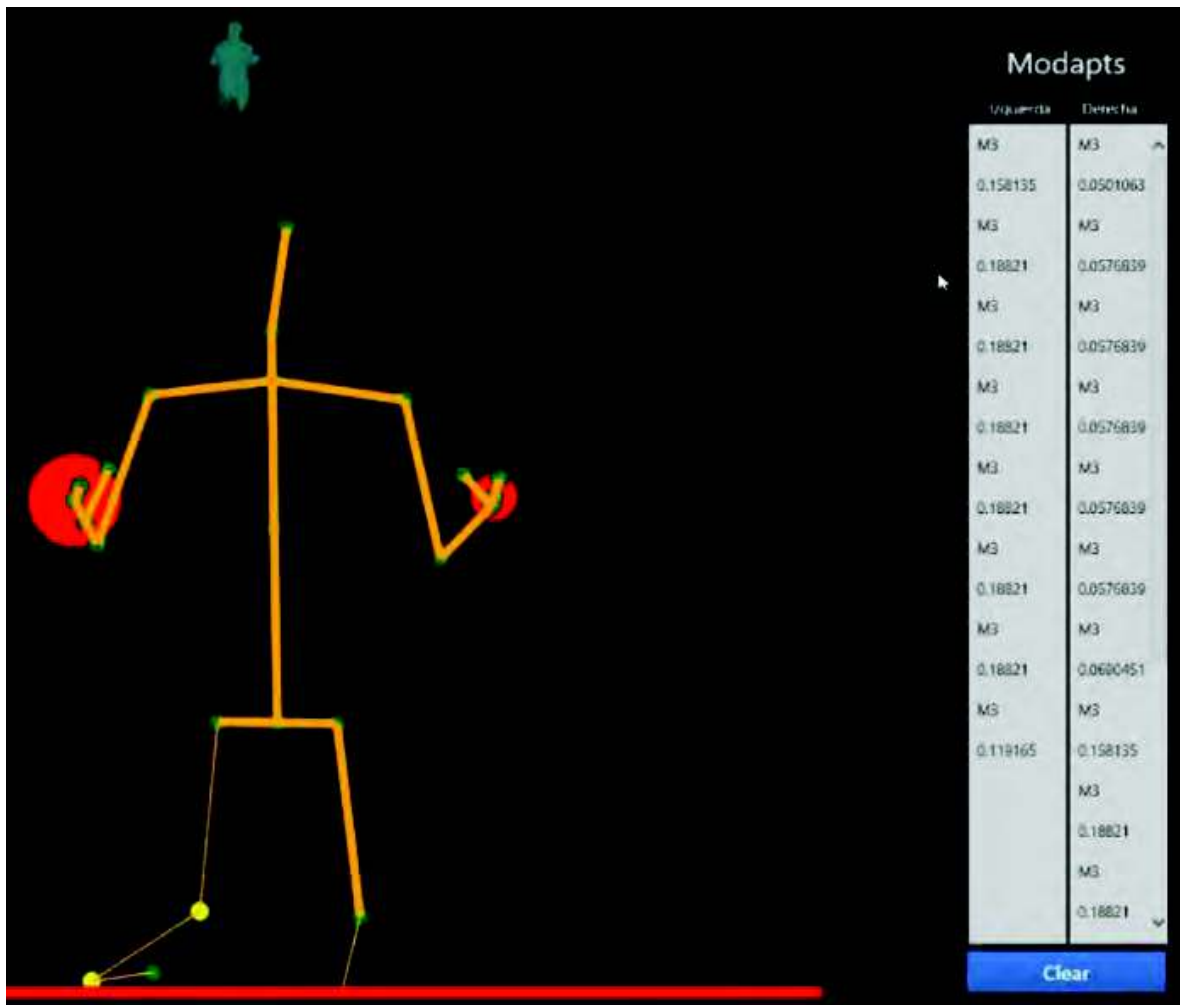 Modapts
Izquierda Derecha
M3 M3
0.158135 0.0501063
M3 M3
0.18821 0.0576839
M3 M3
0.18821 0.0576839
M3 M3
0.18821 0.0576839
M3 M3
0.18821 0.0576839
M3 M3
0.18821 0.0576839
M3 M3
0.18821 0.0690451
M3 M3
0.119165 0.158135
M3
0.18821
M3
0.18821
Clear